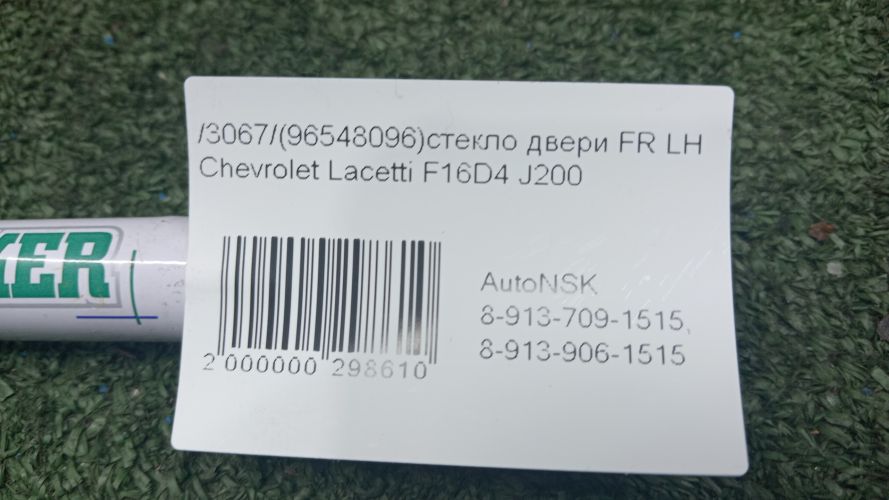 /3067/(96548096)стекло двери FR LH
Chevrolet Lacetti F16D4 J200
AutoNSK
8-913-709-1515,
8-913-906-1515
2 000000 298610